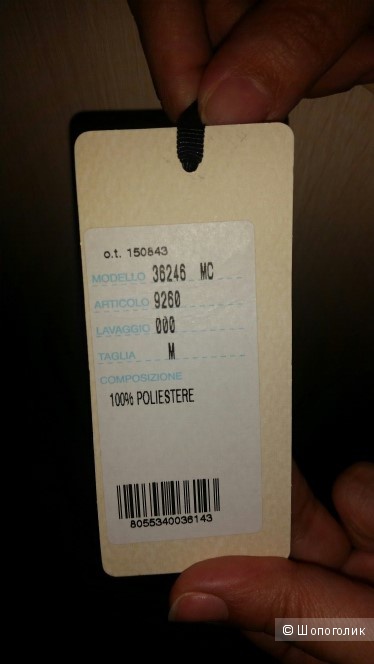 o.t. 150843
MODELLO 36246 MC
ARTICOLO 9260
LAVAGGIO 000
TAGLIA M
COMPOSIZIONE
100% POLIESTERE
8055340036143
© Шопоголик